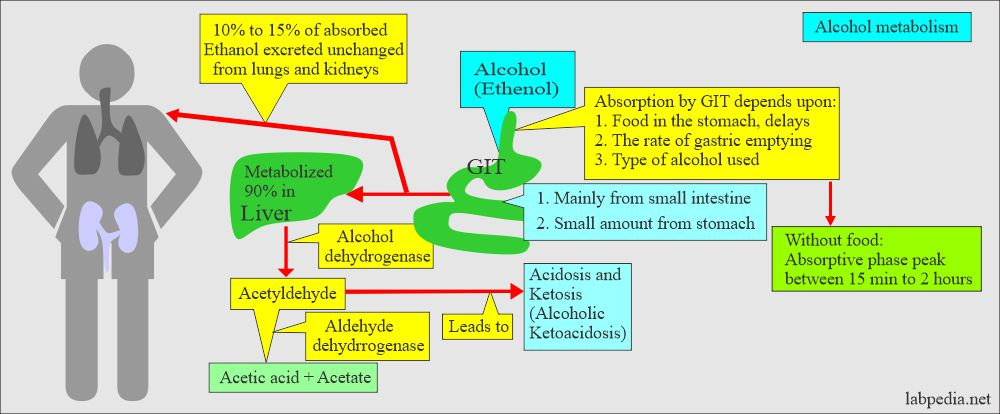 Alcohol metabolism
10% to 15% of absorbed
Ethanol excreted unchanged
from lungs and kidneys
Alcohol
(Ethenol)
Absorption by GIT depends upon:
1. Food in the stomach, delays
2. The rate of gastric emptying
3. Type of alcohol used
GIT
Metabolized
90% in
Liver
1. Mainly from small intestine
2. Small amount from stomach
Without food:
Absorptive phase peak
between 15 min to 2 hours
Alcohol
dehydrogenase
Acetyldehyde
Acidosis and
Ketosis
(Alcoholic
Ketoacidosis)
Leads to
Aldehyde
dehydrrogenase
Acetic acid + Acetate
labpedia.net